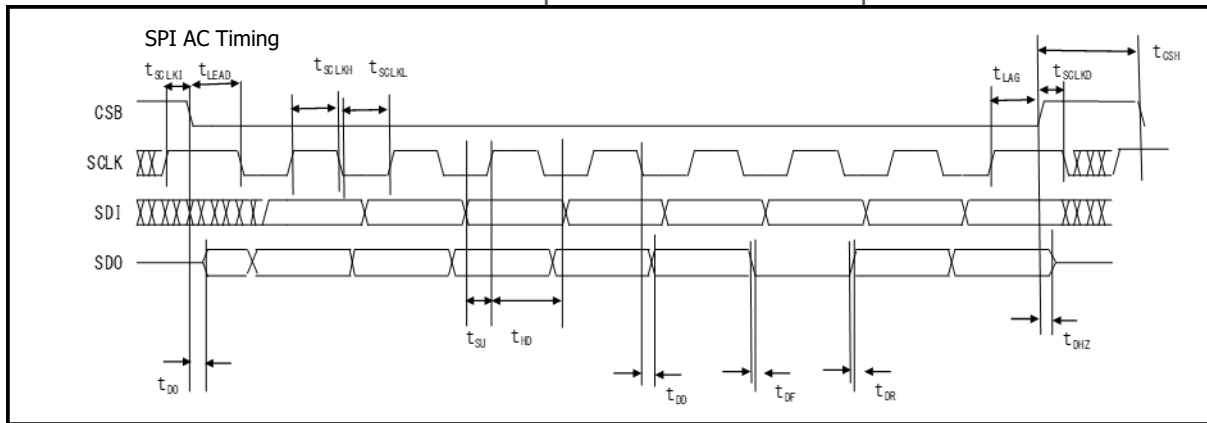 SPI AC Timing
tSCLKI tLEAD tSCLKH tSCLKL tLAG tSCLKD tCSH
CSB
SCLK
SDI
SDO
tSU tHD tDHZ
tDO tDD tDF tDR